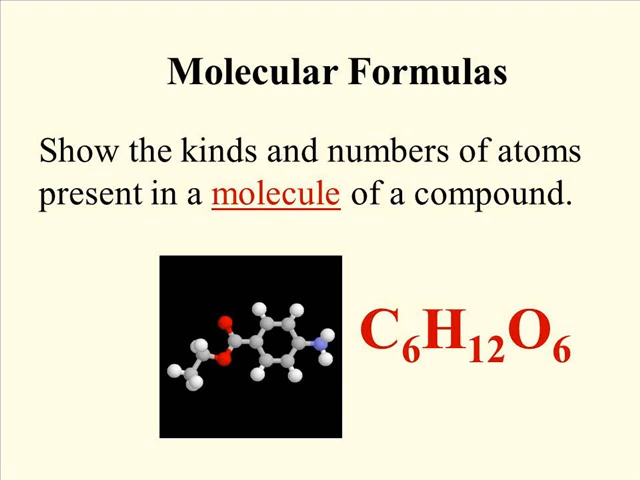 Molecular Formulas
Show the kinds and numbers of atoms
present in a molecule of a compound.
C₆H₁₂O₆